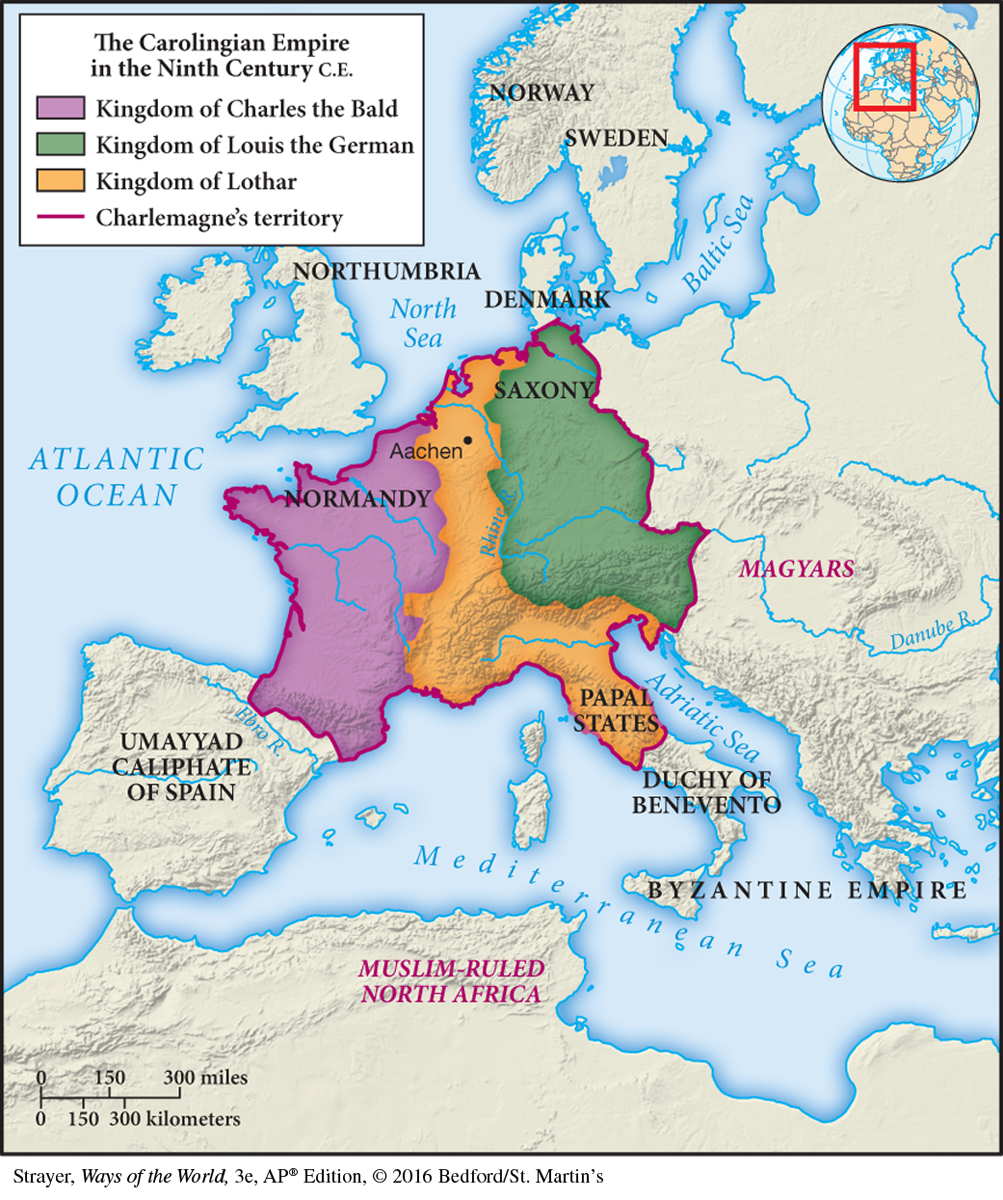 The Carolingian Empire
in the Ninth Century C.E.
Kingdom of Charles the Bald
Kingdom of Louis the German
Kingdom of Lothar
Charlemagne's territory
NORWAY
SWEDEN
Baltic Sea
NORTHUMBRIA
North
Sea
DENMARK
SAXONY
ATLANTIC
OCEAN
Aachen
NORMANDY
Rhine R.
MAGYARS
Danube R.
PAPAL
STATES
Adriatic Sea
Ebro R.
UMAYYAD
CALIPHATE
OF SPAIN
DUCHY OF
BENEVENTO
Mediterranean Sea
BYZANTINE EMPIRE
MUSLIM-RULED
NORTH AFRICA
0 150 300 miles
0 150 300 kilometers
Strayer, Ways of the World, 3e, AP® Edition, © 2016 Bedford/St. Martin's